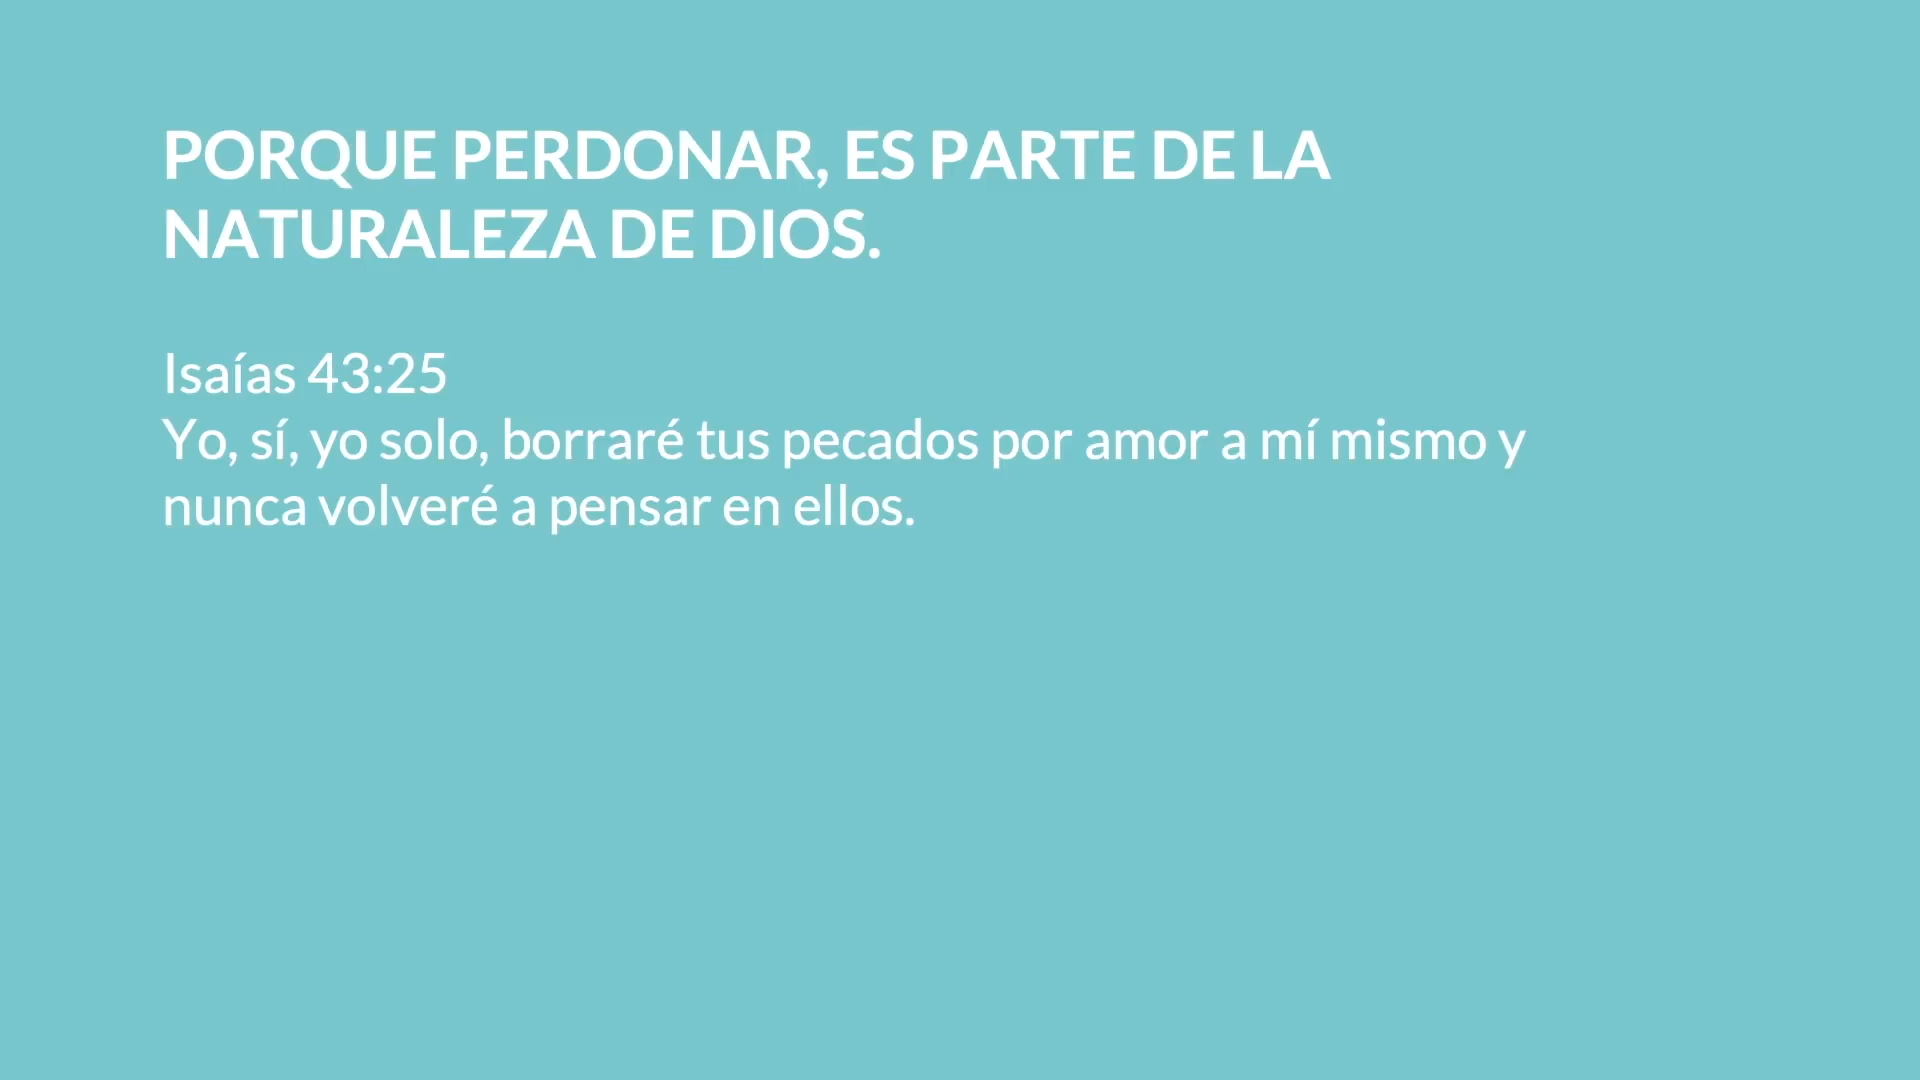 PORQUE PERDONAR, ES PARTE DE LA
NATURALEZA DE DIOS.
Isaías 43:25
Yo, sí, yo solo, borraré tus pecados por amor a mí mismo y
nunca volveré a pensar en ellos.